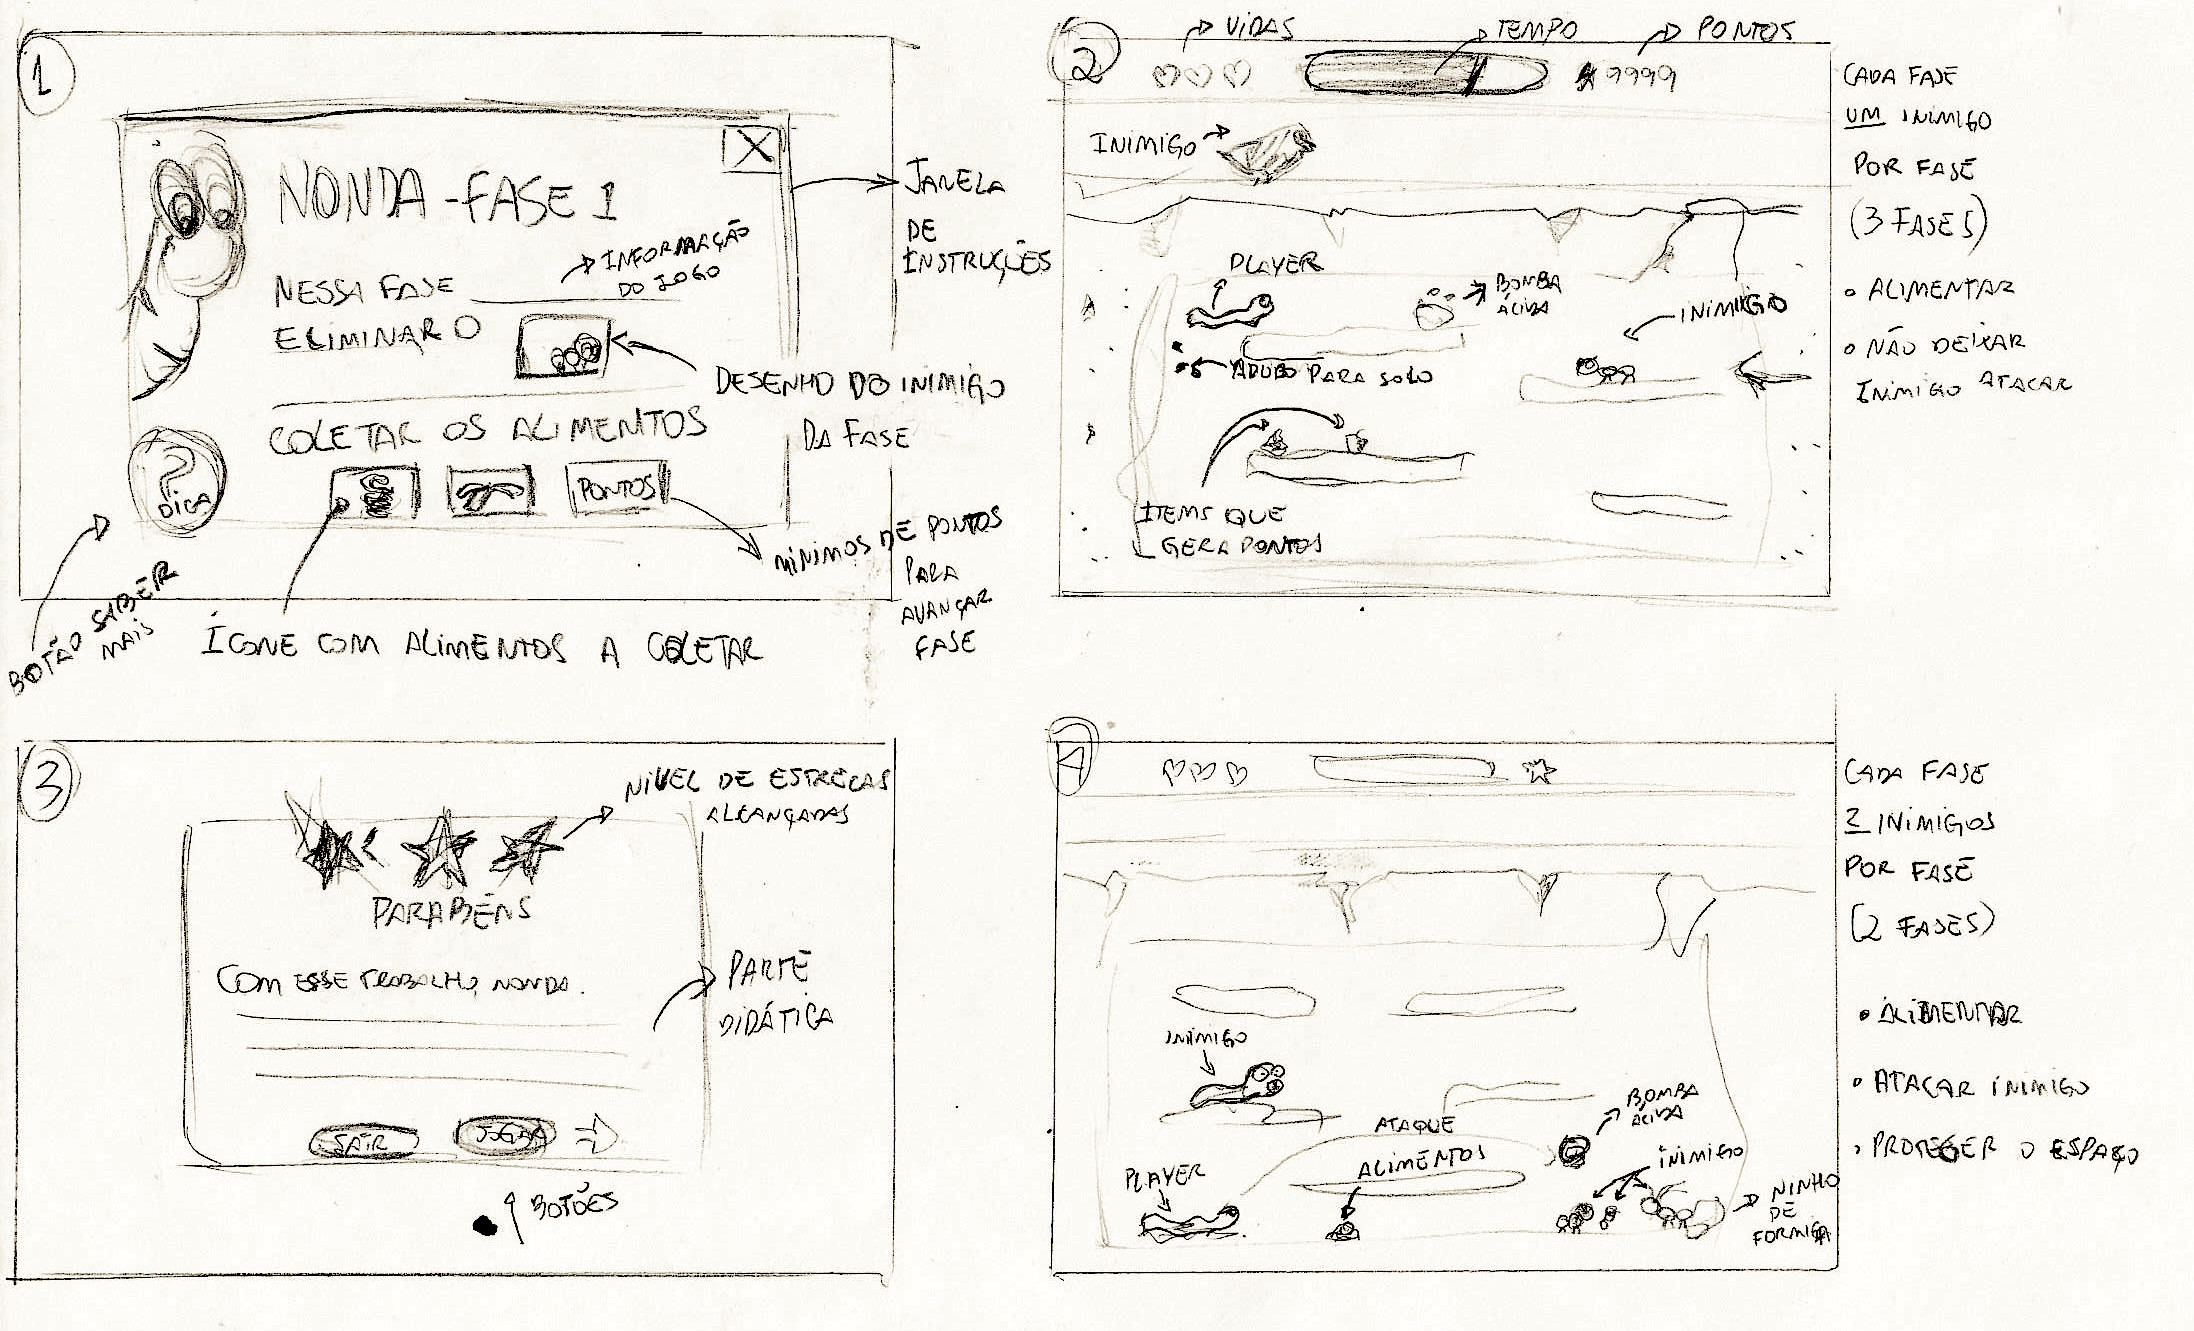 1
NONDA - FASE 1
X
INFORMAÇÃO
DO JOGO
NESSA FASE
ELIMINAR O
JANELA
DE
INSTRUÇÕES
DESENHO DO INIMIGO
DA FASE
COLETAR OS ALIMENTOS
PONTOS
?
DICA
MÍNIMOS DE PONTOS
PARA
AVANÇAR
FASE
BOTÃO SABER
MAIS
ÍCONE COM ALIMENTOS A COLETAR
2
VIDAS
TEMPO
PONTOS
9999
INIMIGO
PLAYER
BOMBA
ÁCIDA
INIMIGO
ADUBO PARA SOLO
ITEMS QUE
GERA PONTOS
CADA FASE
UM INIMIGO
POR FASE
(3 FASES)
• ALIMENTAR
• NÃO DEIXAR
INIMIGO ATACAR
3
NIVEL DE ESTRELAS
ALCANÇADAS
PARABÉNS
COM ESSE TRABALHO, NONDA.
PARTE
DIDÁTICA
SAIR
JOGAR
BOTÕES
4
INIMIGO
ATAQUE
BOMBA
ÁCIDA
ALIMENTOS
INIMIGO
PLAYER
NINHO
DE
FORMIGA
CADA FASE
2 INIMIGOS
POR FASE
(2 FASES)
• ALIMENTAR
• ATACAR INIMIGO
• PROTEGER O ESPAÇO